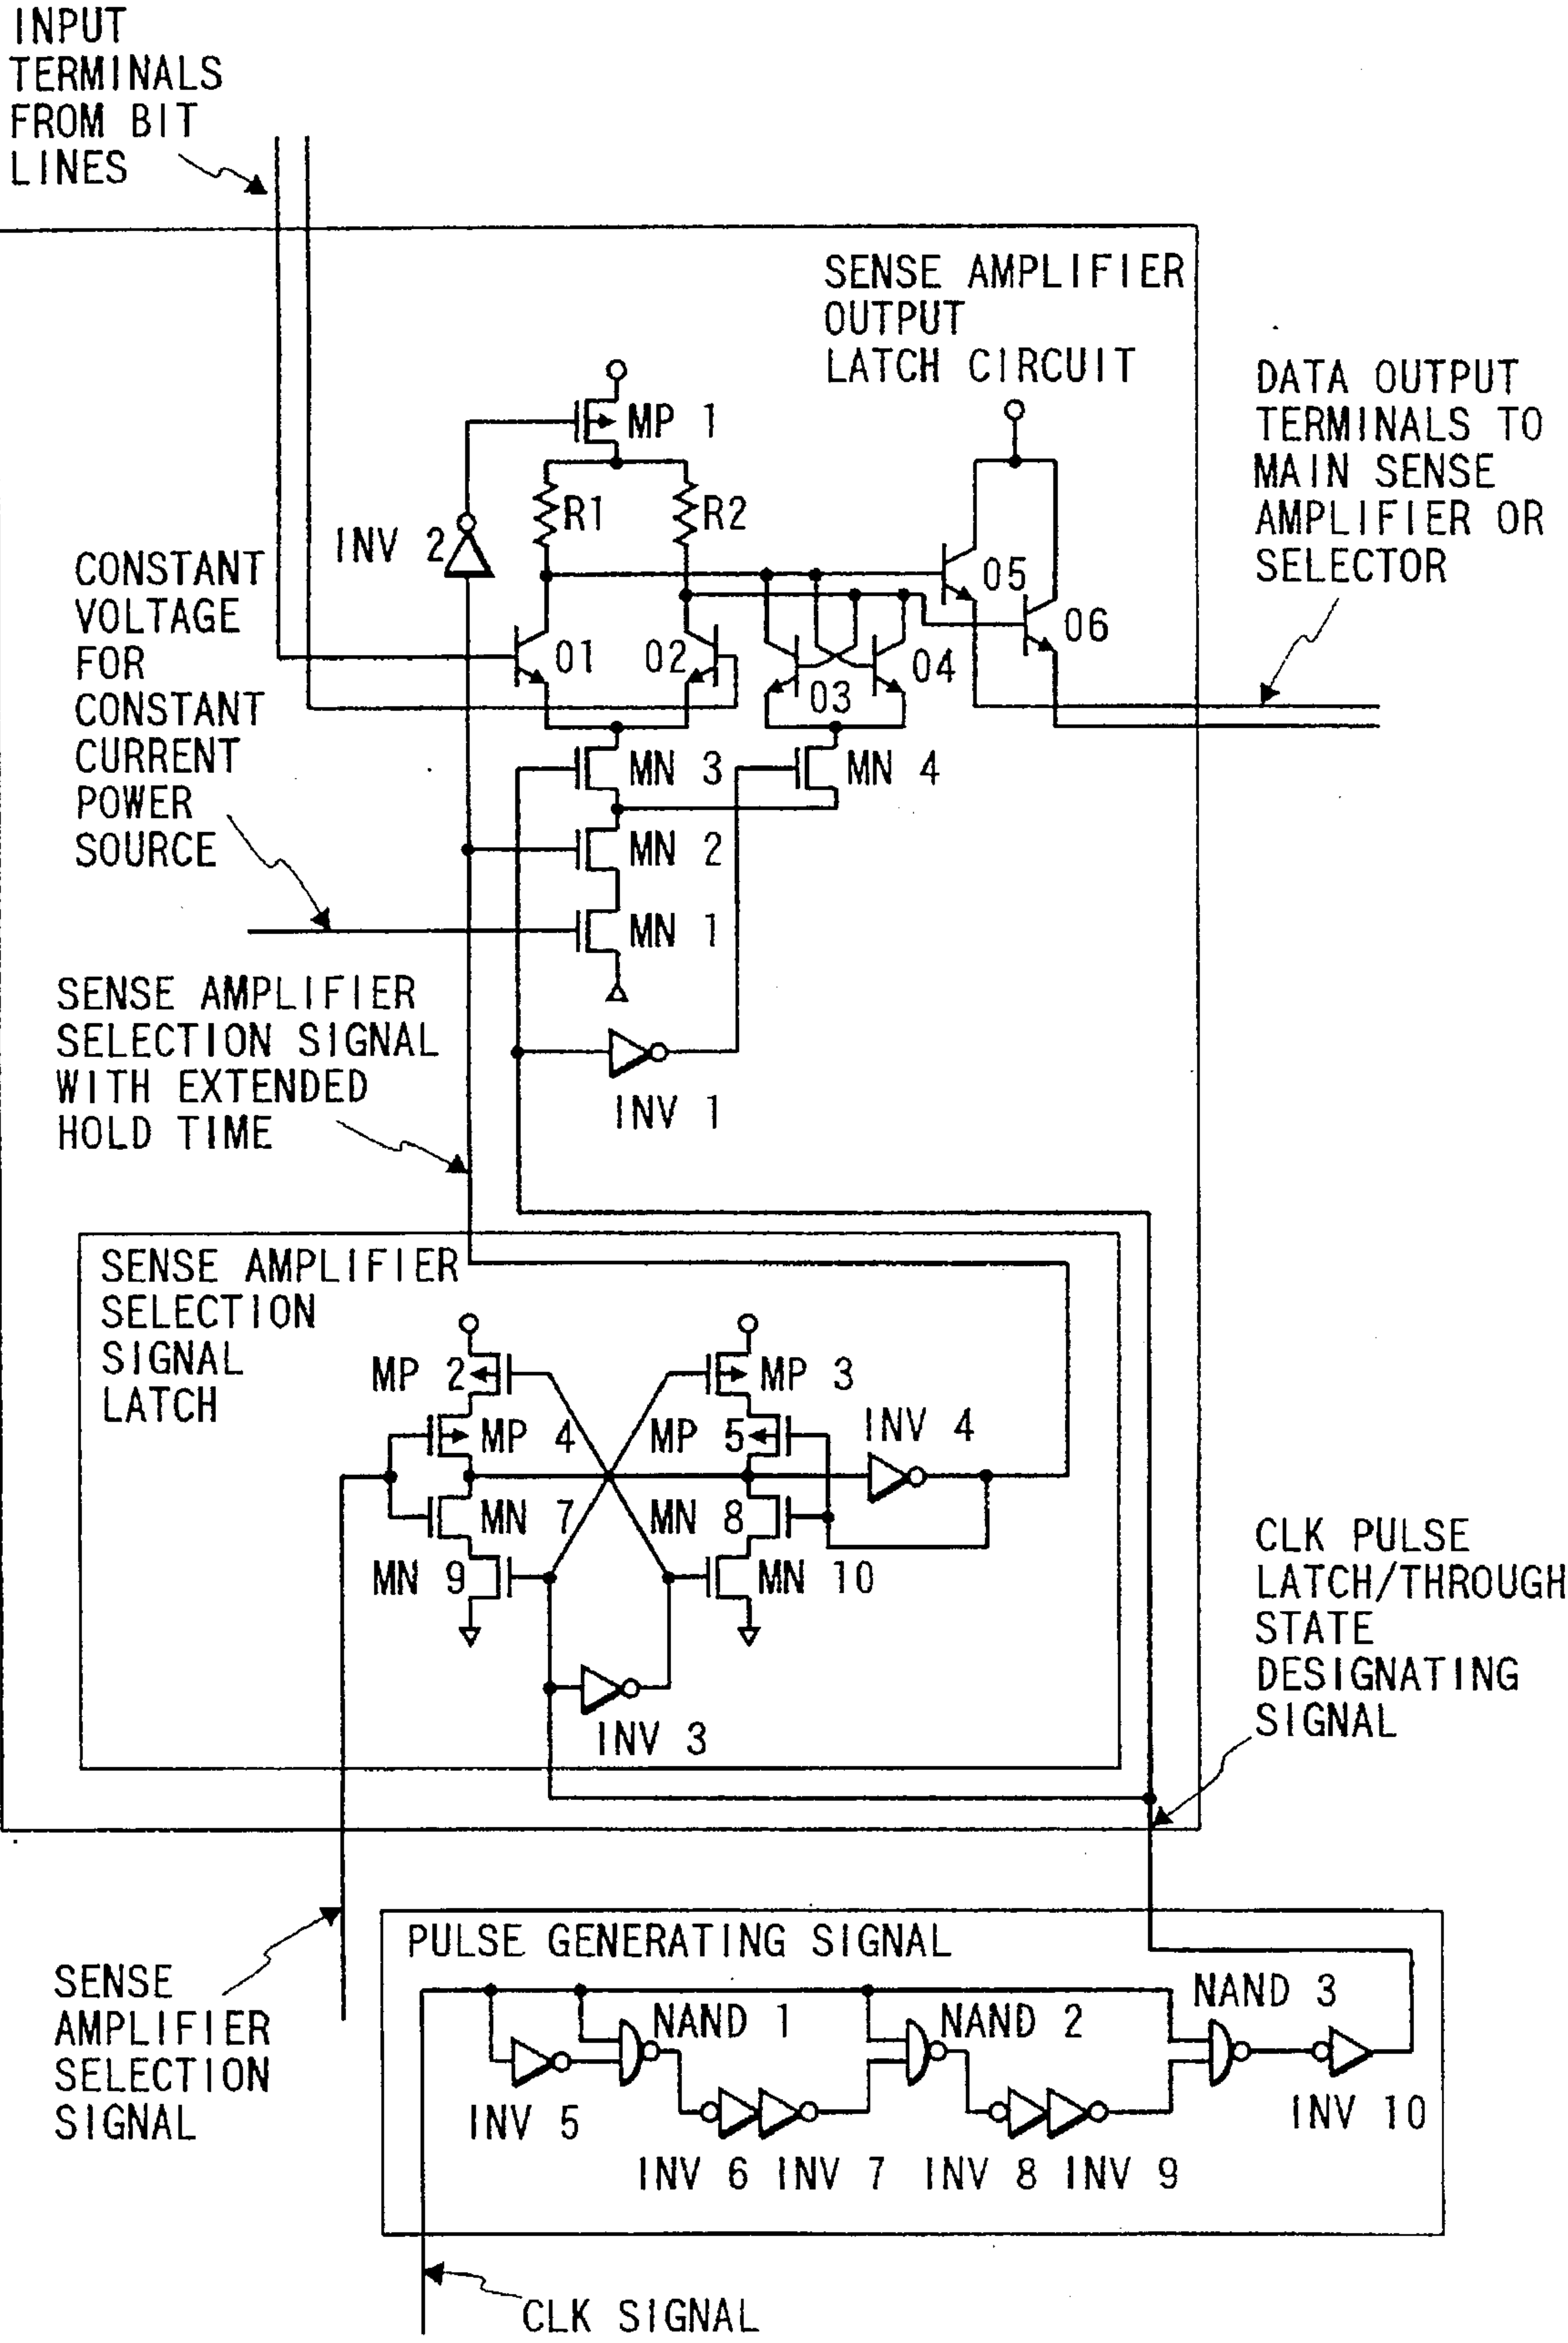 INPUT
TERMINALS
FROM BIT
LINES
SENSE AMPLIFIER
OUTPUT
LATCH CIRCUIT
DATA OUTPUT
TERMINALS TO
MAIN SENSE
AMPLIFIER OR
SELECTOR
MP 1
R1
R2
INV 2
CONSTANT
VOLTAGE
FOR
CONSTANT
CURRENT
POWER
SOURCE
05
06
01
02
03
04
MN 3
MN 4
MN 2
MN 1
SENSE AMPLIFIER
SELECTION SIGNAL
WITH EXTENDED
HOLD TIME
INV 1
SENSE AMPLIFIER
SELECTION
SIGNAL
LATCH
MP 2
MP 3
MP 4
MP 5
INV 4
MN 7
MN 8
MN 9
MN 10
INV 3
CLK PULSE
LATCH/THROUGH
STATE
DESIGNATING
SIGNAL
SENSE
AMPLIFIER
SELECTION
SIGNAL
PULSE GENERATING SIGNAL
NAND 1
NAND 2
NAND 3
INV 5
INV 6
INV 7
INV 8
INV 9
INV 10
CLK SIGNAL